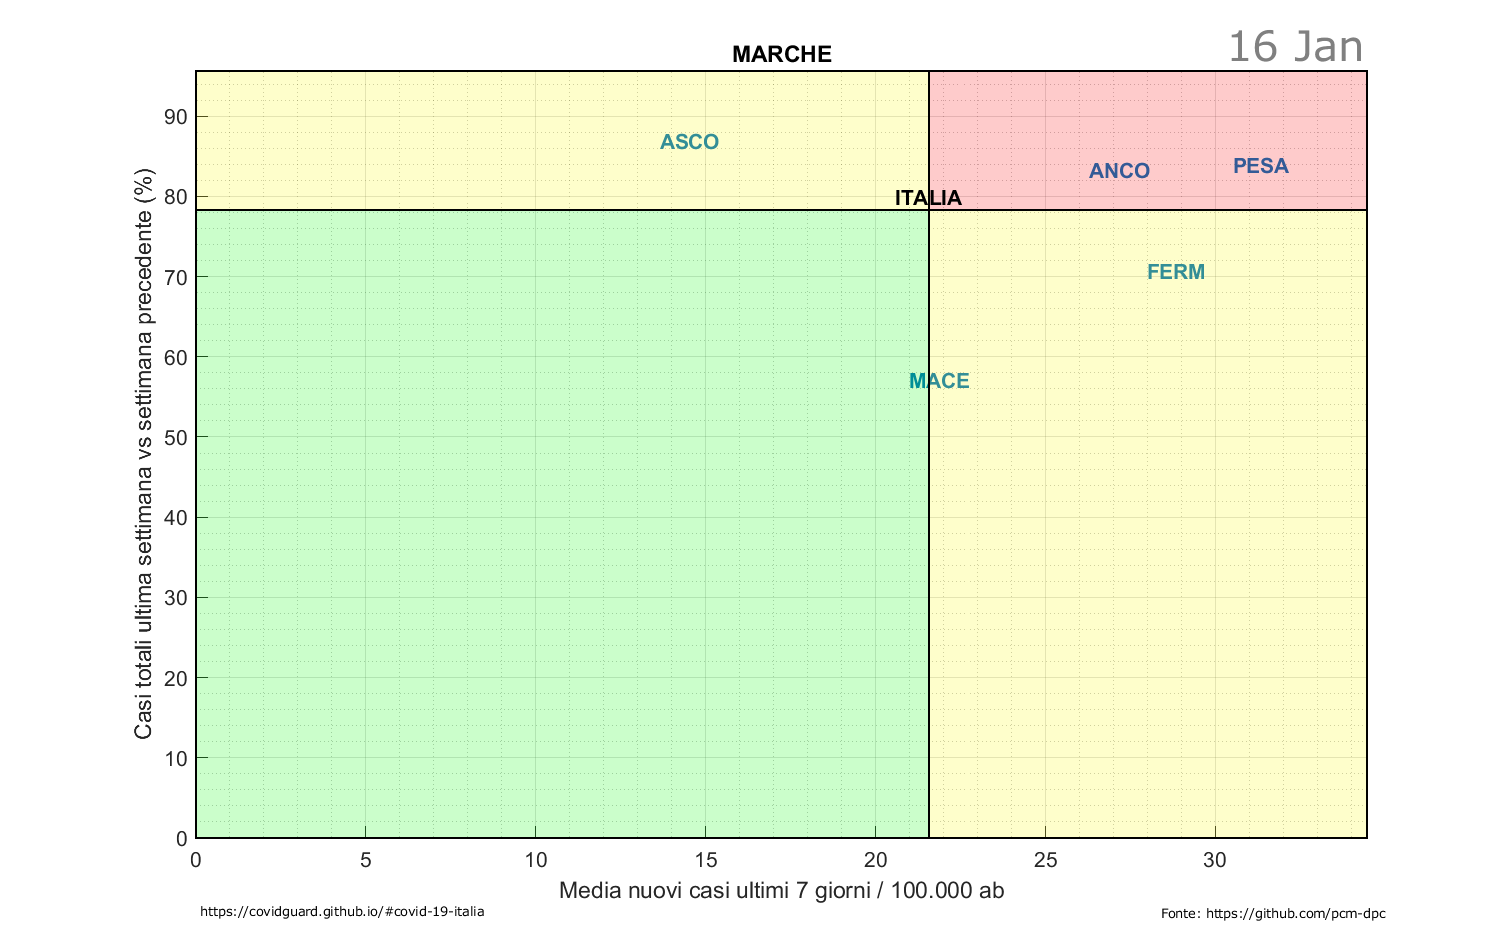 16 Jan
MARCHE
90
80
70
60
50
40
30
20
10
0
Casi totali ultima settimana vs settimana precedente (%)
ASCO
ANCO
PESA
ITALIA
FERM
MACE
0 5 10 15 20 25 30
Media nuovi casi ultimi 7 giorni / 100.000 ab
https://covidguard.github.io/#covid-19-italia
Fonte: https://github.com/pcm-dpc